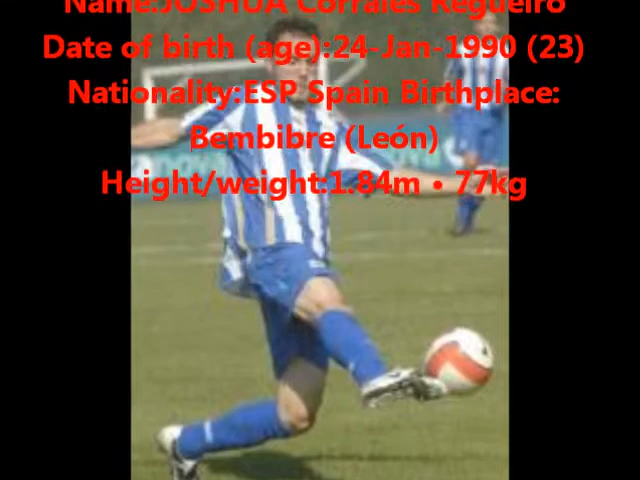 Name:JOSHUA Corrales Regueiro
Date of birth (age):24-Jan-1990 (23)
Nationality:ESP Spain Birthplace:
Bembibre (León)
Height/weight:1.84m • 77kg